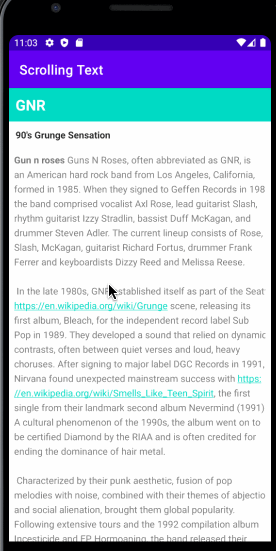 11:03
Scrolling Text
GNR
90's Grunge Sensation
Gun n roses Guns N Roses, often abbreviated as GNR, is
an American hard rock band from Los Angeles, California,
formed in 1985. When they signed to Geffen Records in 198
the band comprised vocalist Axl Rose, lead guitarist Slash,
rhythm guitarist Izzy Stradlin, bassist Duff McKagan, and
drummer Steven Adler. The current lineup consists of Rose,
Slash, McKagan, guitarist Richard Fortus, drummer Frank
Ferrer and keyboardists Dizzy Reed and Melissa Reese.
In the late 1980s, GNR established itself as part of the Seat
https://en.wikipedia.org/wiki/Grunge scene, releasing its
first album, Bleach, for the independent record label Sub
Pop in 1989. They developed a sound that relied on dynamic
contrasts, often between quiet verses and loud, heavy
choruses. After signing to major label DGC Records in 1991,
Nirvana found unexpected mainstream success with https:
//en.wikipedia.org/wiki/Smells_Like_Teen_Spirit, the first
single from their landmark second album Nevermind (1991)
A cultural phenomenon of the 1990s, the album went on to
be certified Diamond by the RIAA and is often credited for
ending the dominance of hair metal.
Characterized by their punk aesthetic, fusion of pop
melodies with noise, combined with their themes of abjectio
and social alienation, brought them global popularity.
Following extensive tours and the 1992 compilation album
Incesticide and EP Hormoaning, the band released their